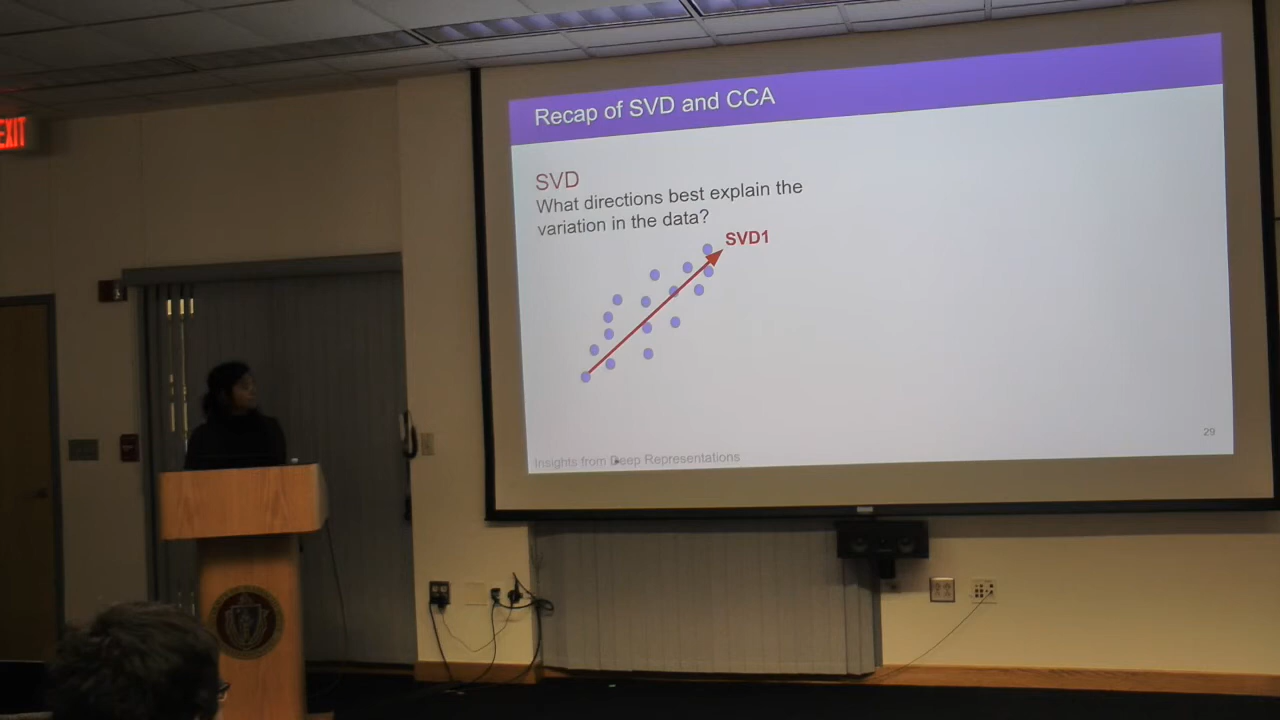 EXIT
Recap of SVD and CCA
SVD
What directions best explain the
variation in the data?
SVD1
29
Insights from Deep Representations